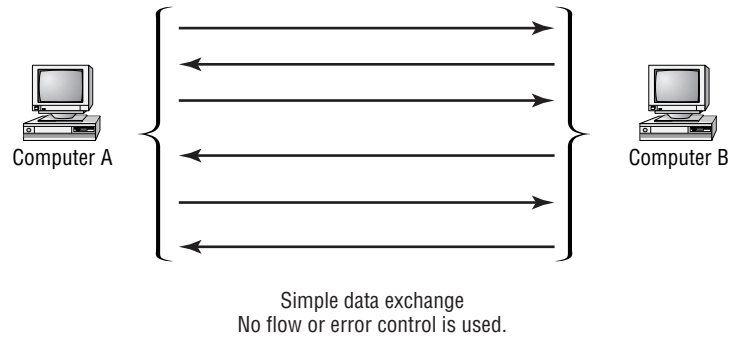 Computer A
Computer B
Simple data exchange
No flow or error control is used.